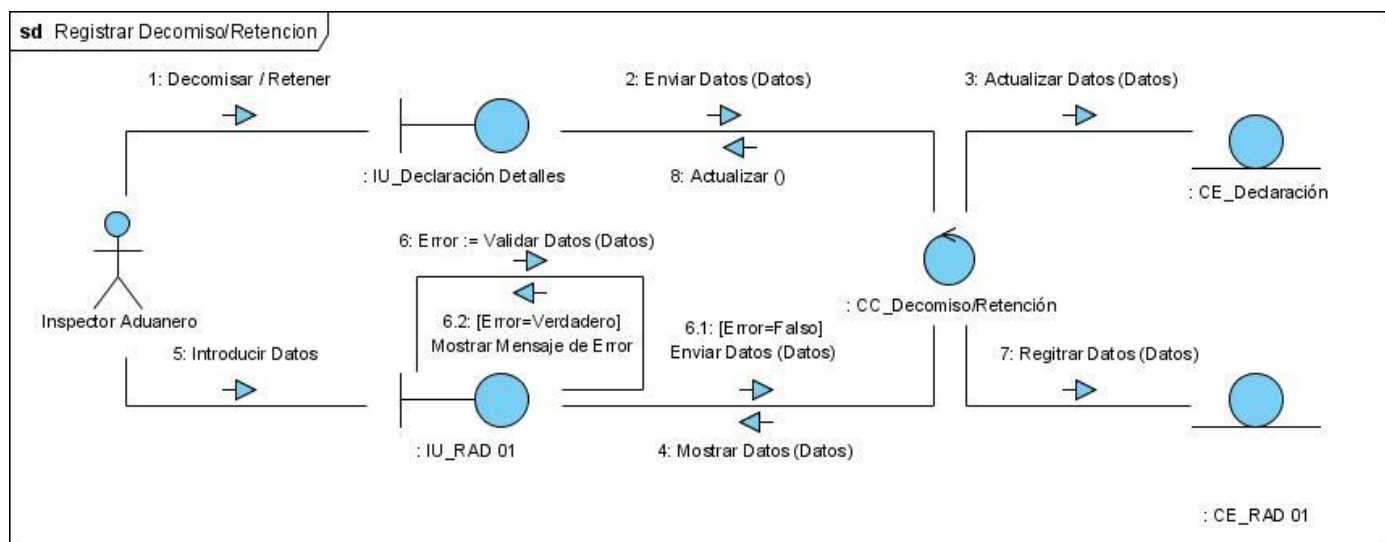 sd Registrar Decomiso/Retencion
1: Decomisar / Retener
2: Enviar Datos (Datos)
3: Actualizar Datos (Datos)
: IU_Declaración Detalles
8: Actualizar ()
: CE_Declaración
6: Error := Validar Datos (Datos)
Inspector Aduanero
: CC_Decomiso/Retención
6.2: [Error=Verdadero]
Mostrar Mensaje de Error
6.1: [Error=Falso]
Enviar Datos (Datos)
5: Introducir Datos
7: Regitrar Datos (Datos)
: IU_RAD 01
4: Mostrar Datos (Datos)
: CE_RAD 01